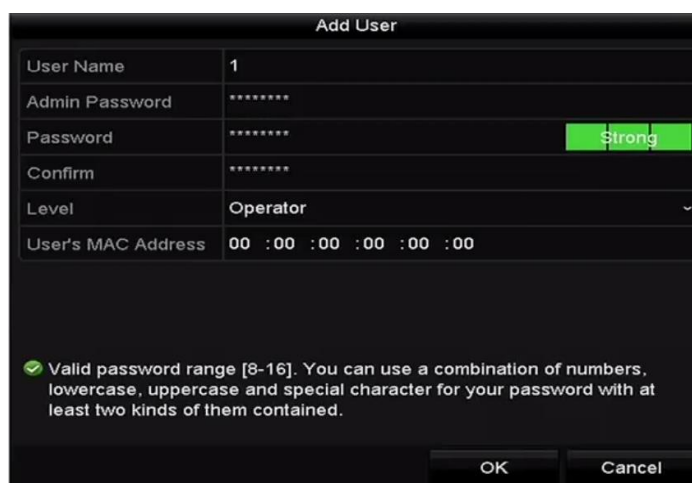 Add User
User Name 1
Admin Password ********
Password ******** Strong
Confirm ********
Level Operator
User's MAC Address 00 :00 :00 :00 :00 :00
Valid password range [8-16]. You can use a combination of numbers,
lowercase, uppercase and special character for your password with at
least two kinds of them contained.
OK Cancel